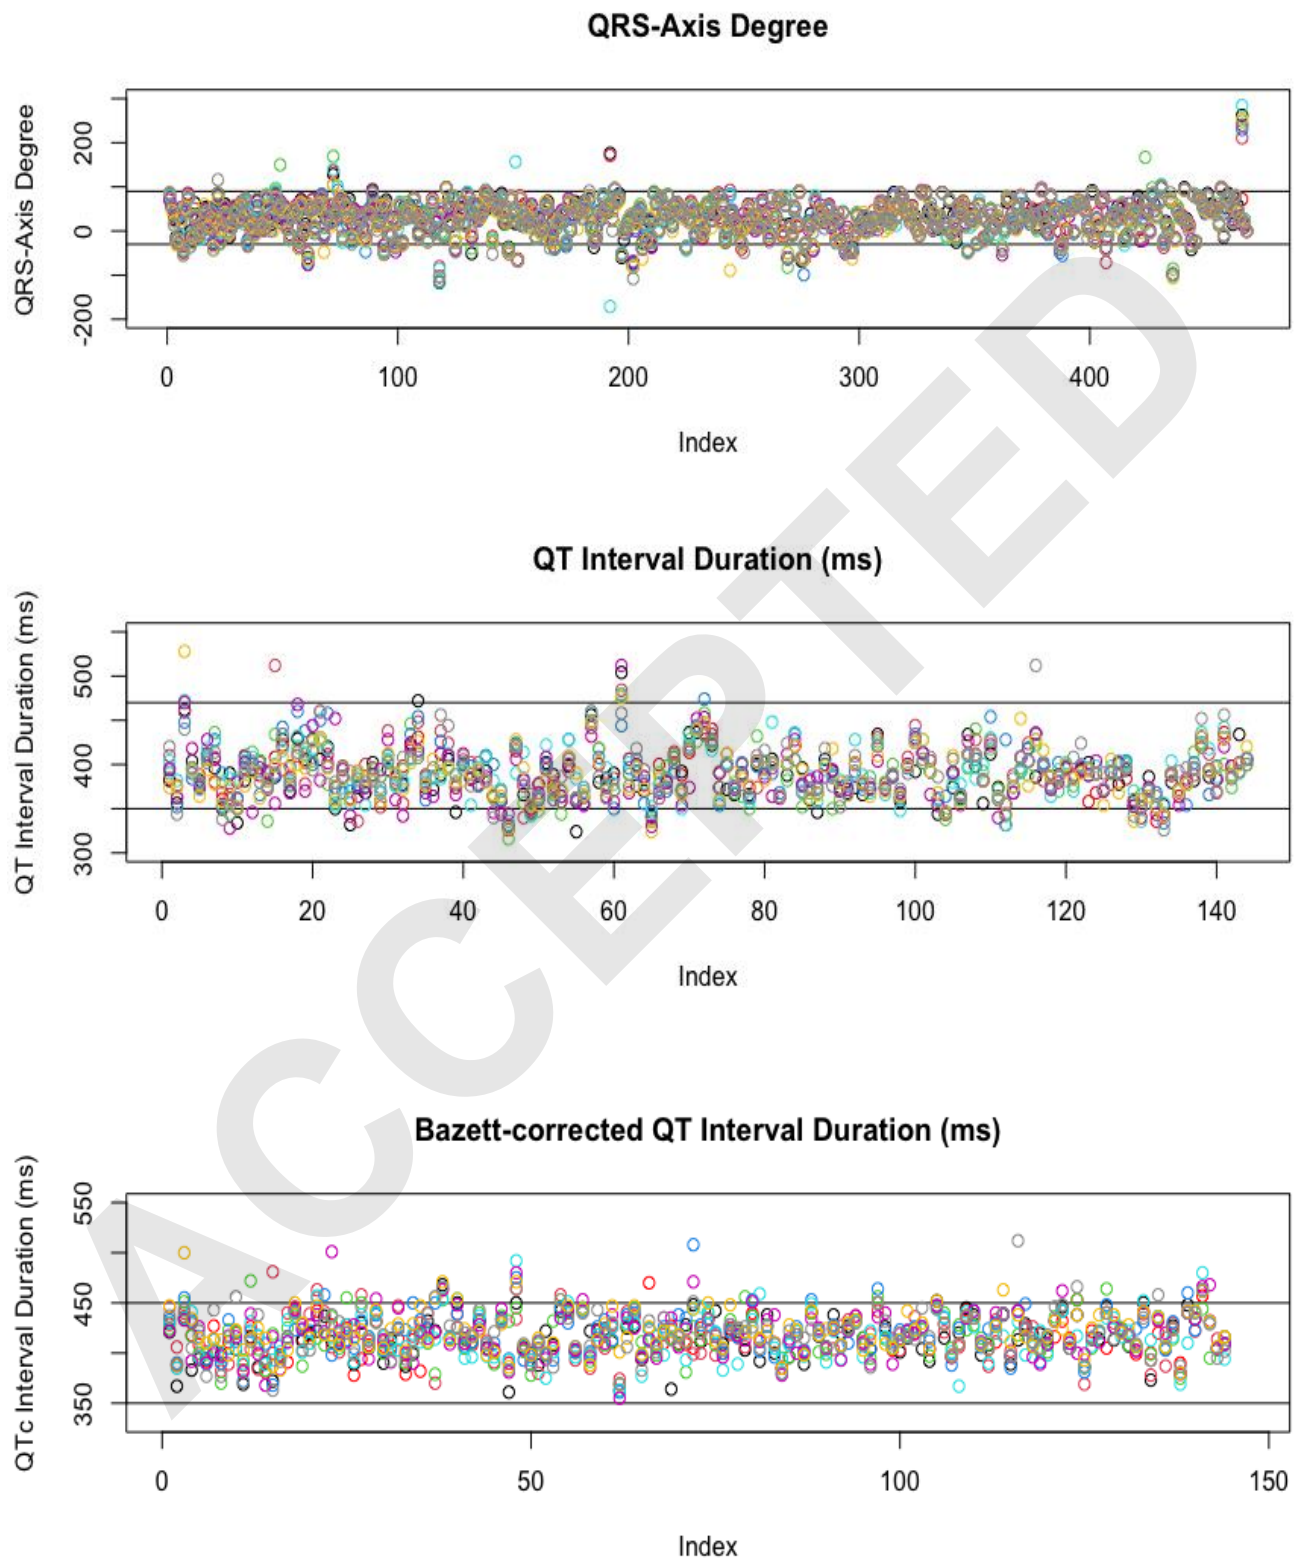 QRS-Axis Degree
QRS-Axis Degree
200
0
-200
0 100 200 300 400
Index
QT Interval Duration (ms)
QT Interval Duration (ms)
500
400
300
0 20 40 60 80 100 120 140
Index
Bazett-corrected QT Interval Duration (ms)
QTc Interval Duration (ms)
550
450
350
0 50 100 150
Index
ACCEPTED